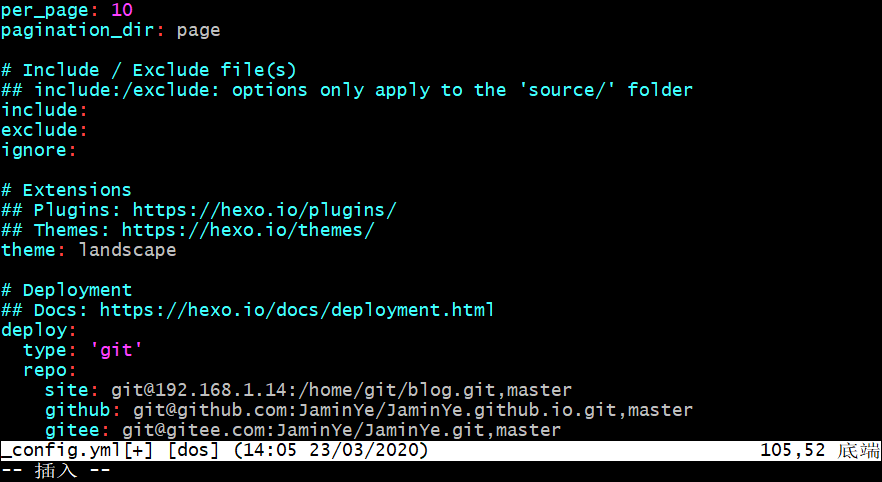 per_page: 10
pagination_dir: page
# Include / Exclude file(s)
## include:/exclude: options only apply to the 'source/' folder
include:
exclude:
ignore:
# Extensions
## Plugins: https://hexo.io/plugins/
## Themes: https://hexo.io/themes/
theme: landscape
# Deployment
## Docs: https://hexo.io/docs/deployment.html
deploy:
  type: 'git'
  repo:
    site: git@192.168.1.14:/home/git/blog.git,master
    github: git@github.com:JaminYe/JaminYe.github.io.git,master
    gitee: git@gitee.com:JaminYe/JaminYe.git,master
_config.yml[+] [dos] (14:05 23/03/2020) 105,52 底端
-- 插入 --